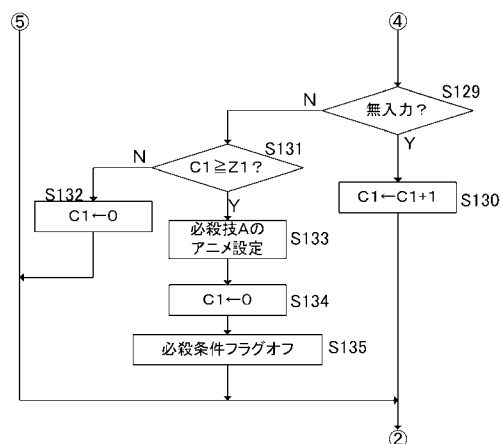 ⑤
④
S129
無入力？
N
Y
S131
C1≧Z1？
N
Y
S132
C1←0
C1←C1+1
S130
必殺技Aの
アニメ設定
S133
C1←0
S134
必殺条件フラグオフ
S135
②